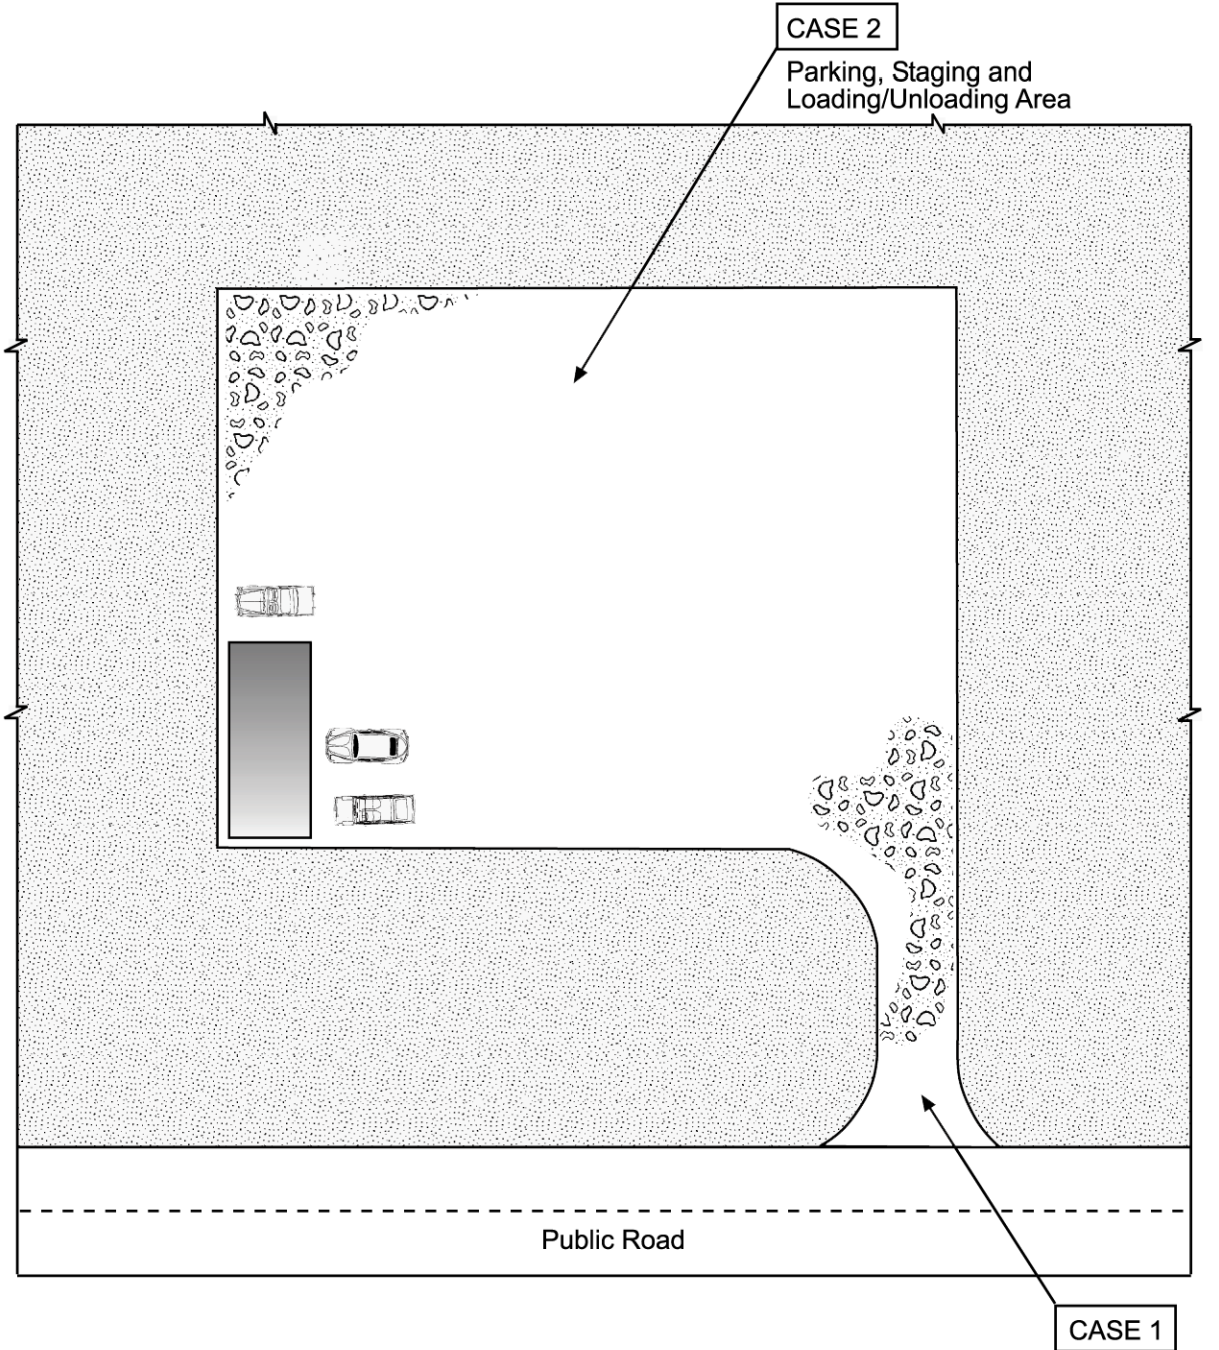 CASE 2
Parking, Staging and
Loading/Unloading Area
Public Road
CASE 1